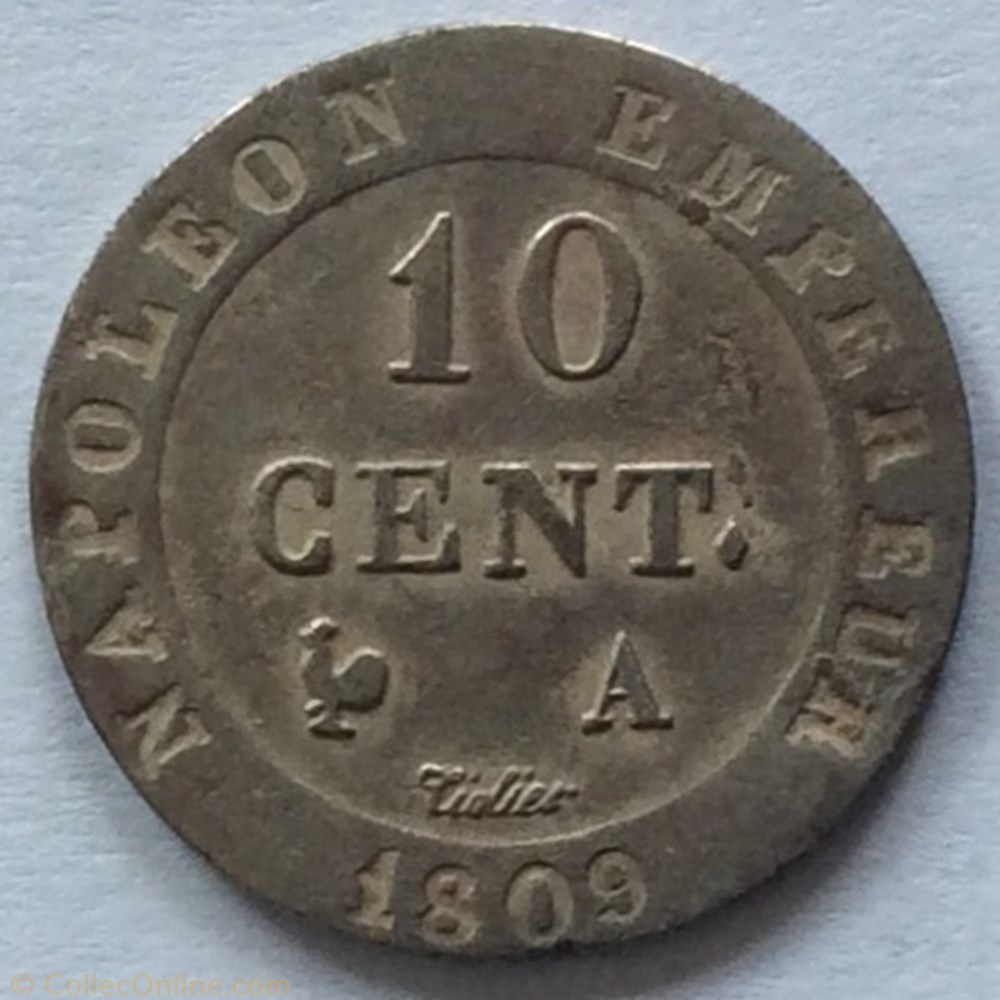 NAPOLEON EMPEREUR
10
CENT.
A
Tiolier
1809
© CollecOnline.com